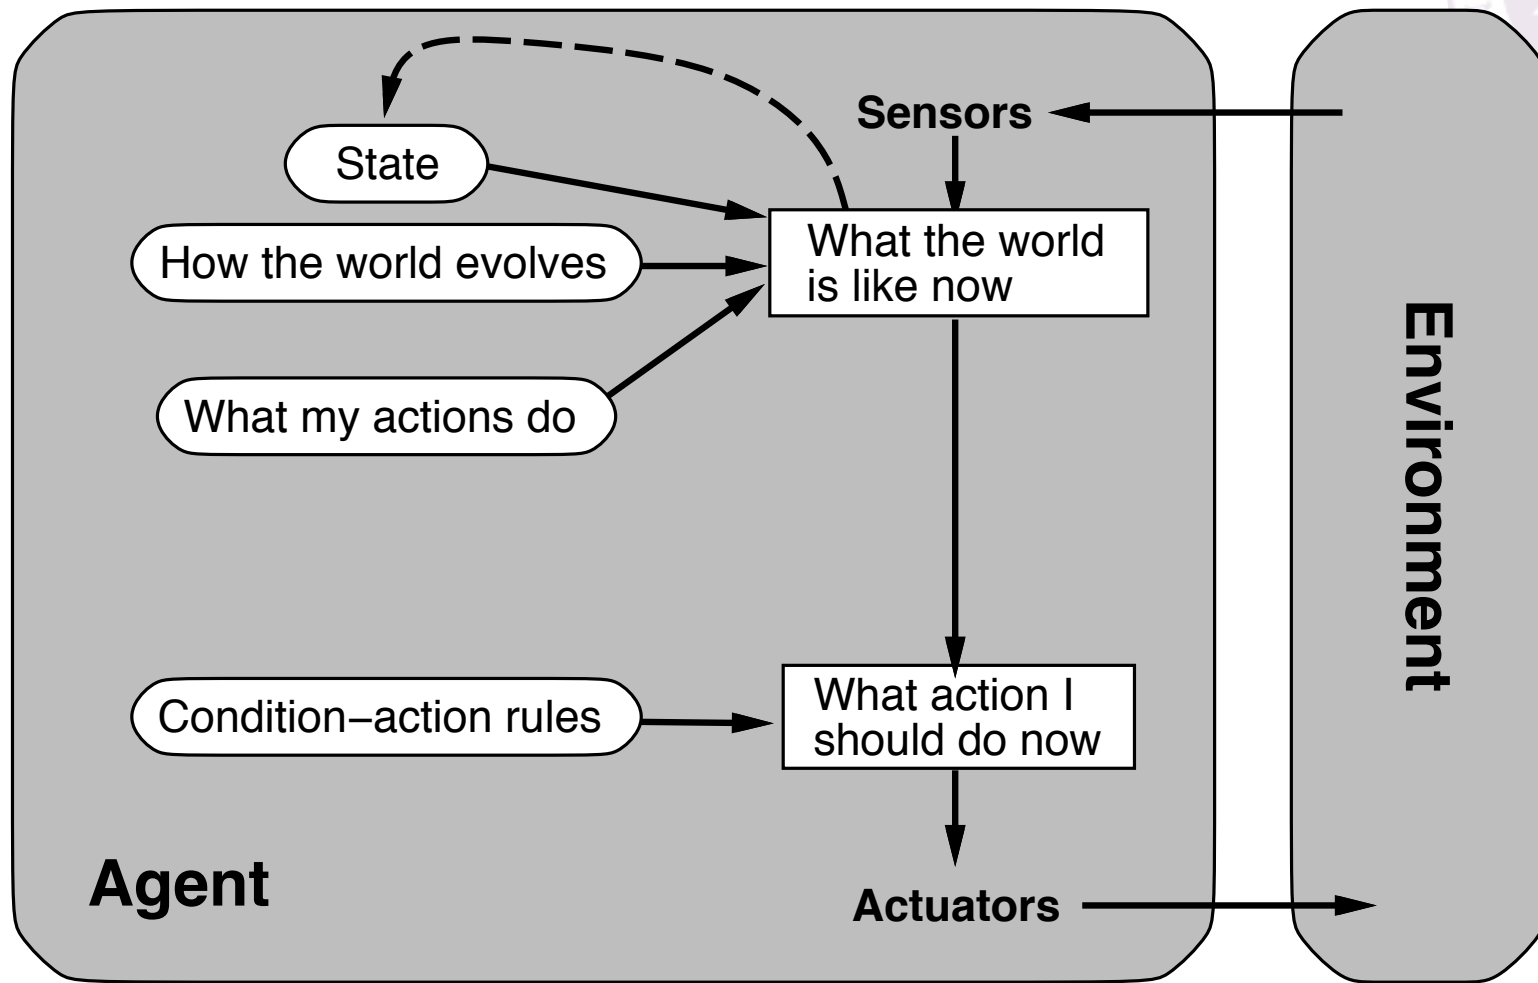 Sensors
State
How the world evolves
What the world
is like now
What my actions do
Environment
Condition−action rules
What action I
should do now
Agent
Actuators